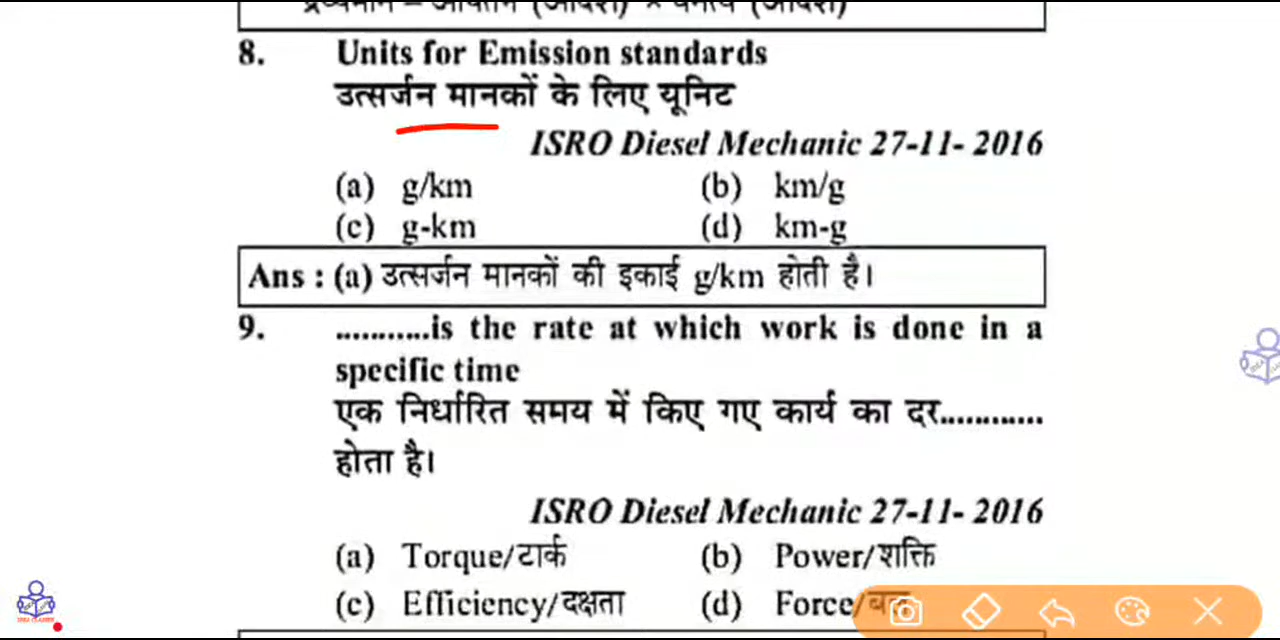 8. Units for Emission standards
उत्सर्जन मानकों के लिए यूनिट
ISRO Diesel Mechanic 27-11- 2016
(a) g/km (b) km/g
(c) g-km (d) km-g
Ans : (a) उत्सर्जन मानकों की इकाई g/km होती है।
9. ...........is the rate at which work is done in a
specific time
एक निर्धारित समय में किए गए कार्य का दर............
होता है।
ISRO Diesel Mechanic 27-11- 2016
(a) Torque/टार्क (b) Power/शक्ति
(c) Efficiency/दक्षता (d) Force/बल